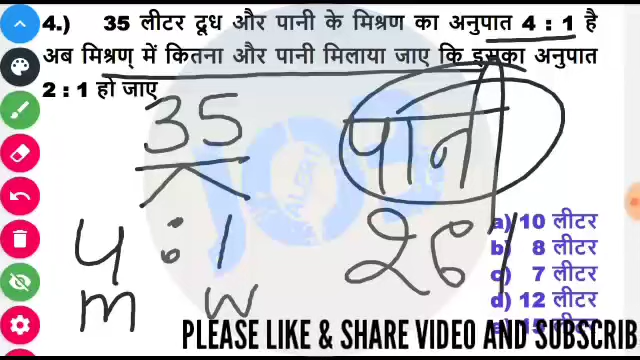 4.) 35 लीटर दूध और पानी के मिश्रण का अनुपात 4 : 1 है
अब मिश्रण् में कितना और पानी मिलाया जाए कि इसका अनुपात
2 : 1 हो जाए
35
पानी
4 : 1
M W
a) 10 लीटर
b) 8 लीटर
c) 7 लीटर
d) 12 लीटर
PLEASE LIKE & SHARE VIDEO AND SUBSCRIB